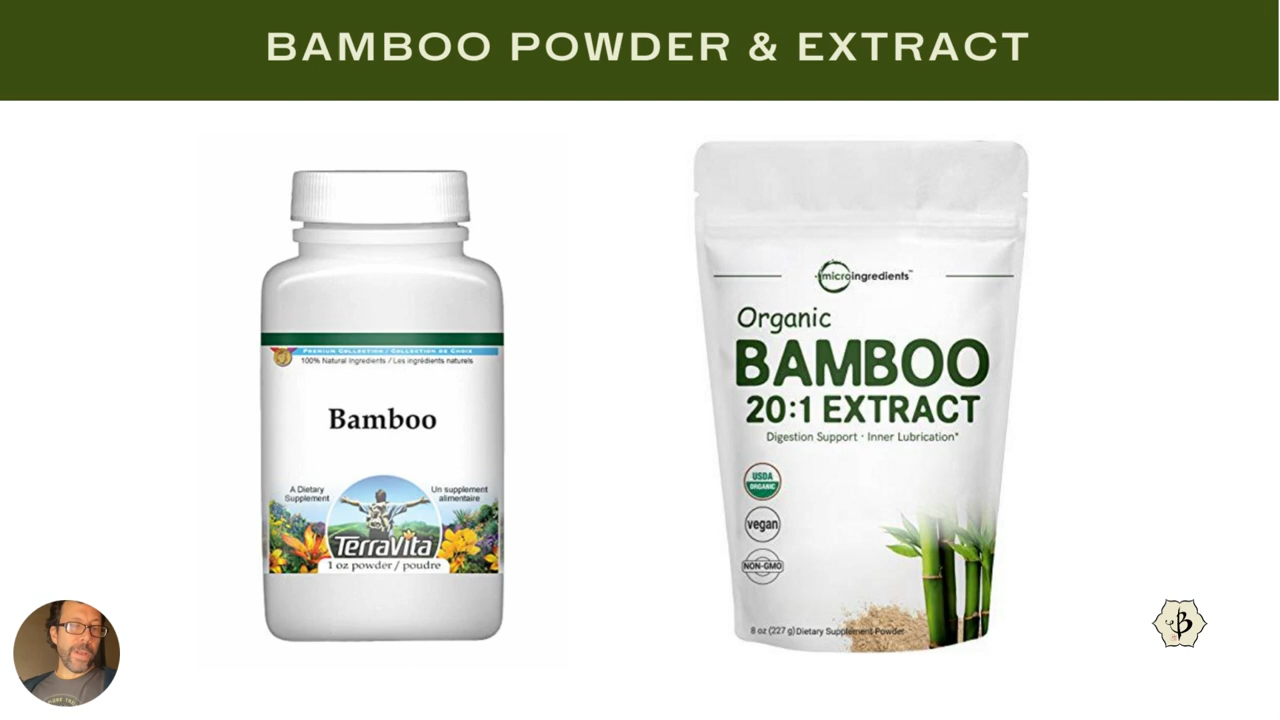 BAMBOO POWDER & EXTRACT
PREMIUM COLLECTION / COLLECTION DE CHOIX
100% Natural Ingredients / Les ingrédients naturels
Bamboo
A Dietary
Supplement
Un supplement
alimentaire
TerraVita
1 oz powder / poudre
microingredients™
Organic
BAMBOO
20:1 EXTRACT
Digestion Support · Inner Lubrication*
USDA
ORGANIC
vegan
NON-GMO
8 oz (227 g) Dietary Supplement Powder
B